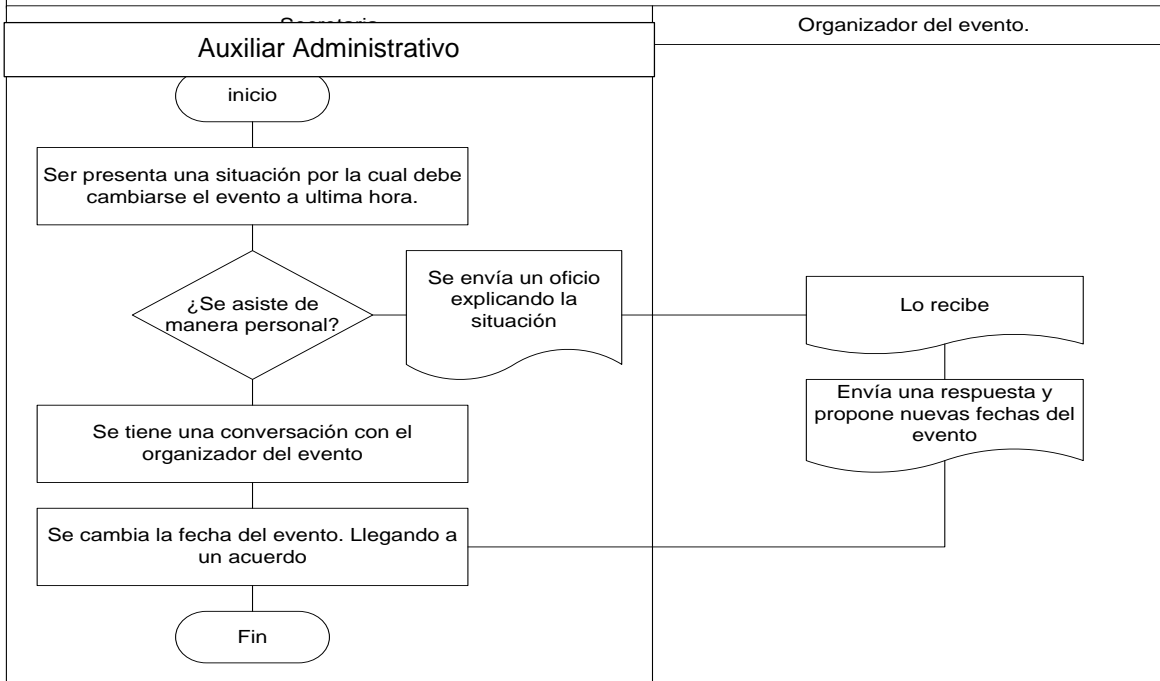 Organizador del evento.
Auxiliar Administrativo
inicio
Ser presenta una situación por la cual debe
cambiarse el evento a ultima hora.
¿Se asiste de
manera personal?
Se envía un oficio
explicando la
situación
Lo recibe
Envía una respuesta y
propone nuevas fechas del
evento
Se tiene una conversación con el
organizador del evento
Se cambia la fecha del evento. Llegando a
un acuerdo
Fin